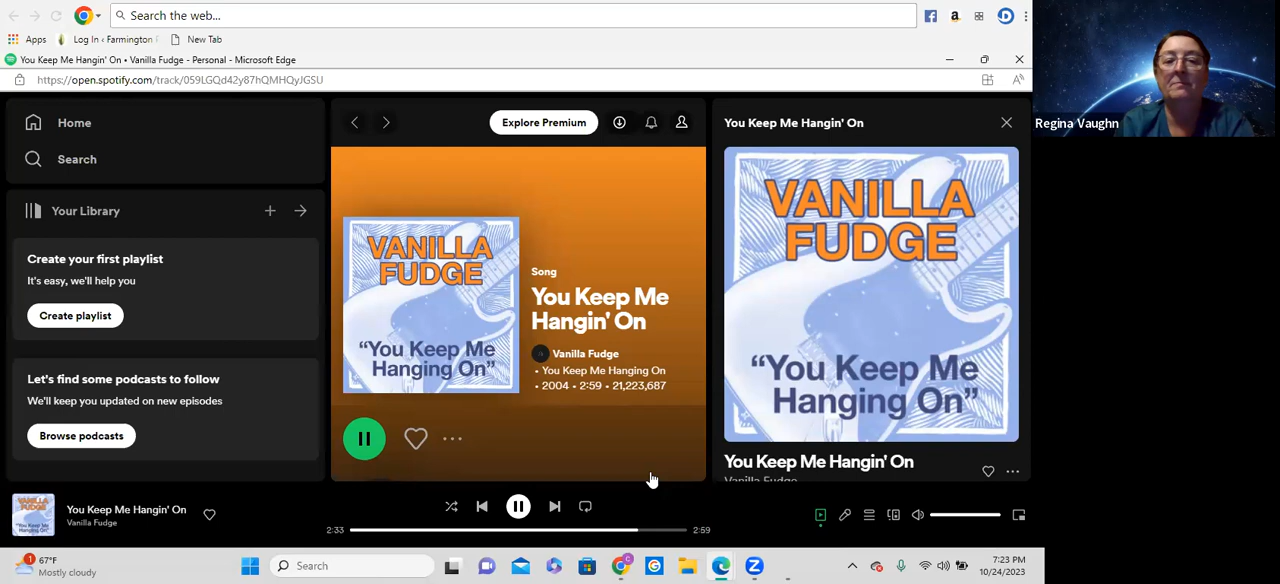 Search the web...
Apps
Log In ‹ Farmington
New Tab
You Keep Me Hangin' On • Vanilla Fudge - Personal - Microsoft Edge
https://open.spotify.com/track/059LGQd42y87hQMHQyJGSU
Regina Vaughn
Home
Search
Your Library
Create your first playlist
It's easy, we'll help you
Create playlist
Let's find some podcasts to follow
We'll keep you updated on new episodes
Browse podcasts
Explore Premium
VANILLA
FUDGE
"You Keep Me
Hanging On"
Song
You Keep Me
Hangin' On
Vanilla Fudge
• You Keep Me Hangin' On
• 2004 • 2:59 • 21,223,687
You Keep Me Hangin' On
VANILLA
FUDGE
"You Keep Me
Hanging On"
You Keep Me Hangin' On
Vanilla Fudge
You Keep Me Hangin' On
Vanilla Fudge
2:33
2:59
1
67°F
Mostly cloudy
Search
7:23 PM
10/24/2023